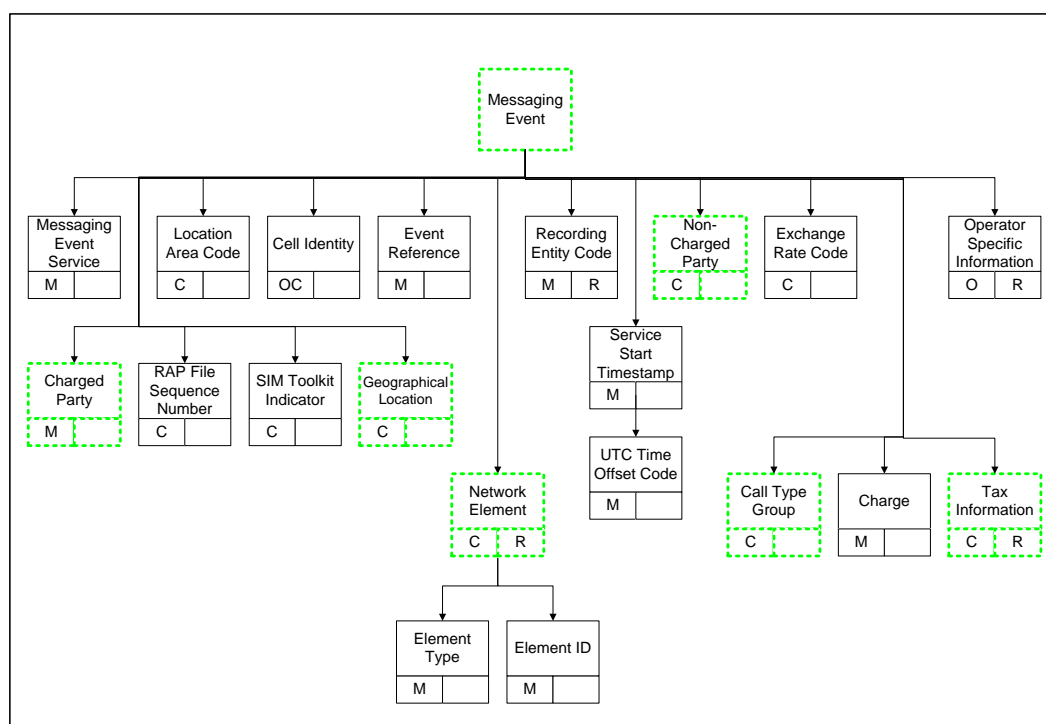 Messaging
Event
Messaging
Event
Service
M
Location
Area Code
C
Cell Identity
OC
Event
Reference
M
Recording
Entity Code
M R
Non-
Charged
Party
C
Exchange
Rate Code
C
Operator
Specific
Information
O R
Charged
Party
M
RAP File
Sequence
Number
C
SIM Toolkit
Indicator
C
Geographical
Location
C
Service
Start
Timestamp
M
UTC Time
Offset Code
M
Network
Element
C R
Call Type
Group
C
Charge
M
Tax
Information
C R
Element
Type
M
Element ID
M